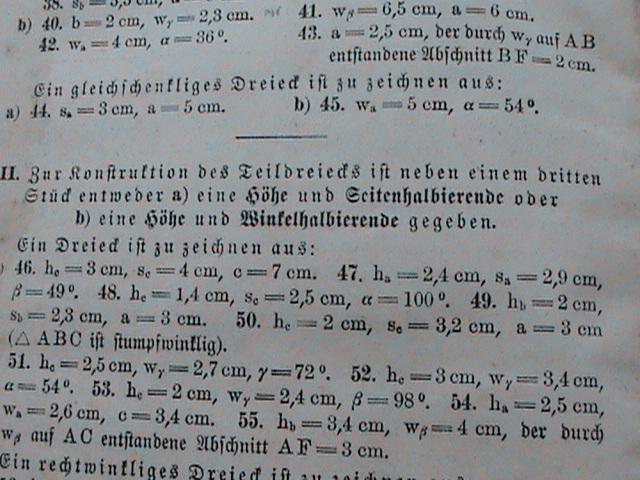 38. s_b = 3,5 cm, a
b) 40. b = 2 cm, w_γ = 2,3 cm.
41. w_β = 6,5 cm, a = 6 cm.
42. w_a = 4 cm, α = 36°.
43. a = 2,5 cm, der durch w_γ auf AB
entstandene Abschnitt BF = 2 cm.
Ein gleichschenkliges Dreieck ist zu zeichnen aus:
a) 44. s_a = 3 cm, a = 5 cm. b) 45. w_a = 5 cm, α = 54°.
II. Zur Konstruktion des Teildreiecks ist neben einem dritten
Stück entweder a) eine Höhe und Seitenhalbierende oder
b) eine Höhe und Winkelhalbierende gegeben.
Ein Dreieck ist zu zeichnen aus:
) 46. h_c = 3 cm, s_c = 4 cm, c = 7 cm. 47. h_a = 2,4 cm, s_a = 2,9 cm,
β = 49°. 48. h_c = 1,4 cm, s_c = 2,5 cm, α = 100°. 49. h_b = 2 cm,
s_b = 2,3 cm, a = 3 cm. 50. h_c = 2 cm, s_c = 3,2 cm, a = 3 cm
(△ ABC ist stumpfwinklig).
51. h_c = 2,5 cm, w_γ = 2,7 cm, γ = 72°. 52. h_c = 3 cm, w_γ = 3,4 cm,
α = 54°. 53. h_c = 2 cm, w_γ = 2,4 cm, β = 98°. 54. h_a = 2,5 cm,
w_a = 2,6 cm, c = 3,4 cm. 55. h_b = 3,4 cm, w_β = 4 cm, der durch
w_β auf AC entstandene Abschnitt AF = 3 cm.
Ein rechtwinkliges Dreieck ist zu zeichnen aus: